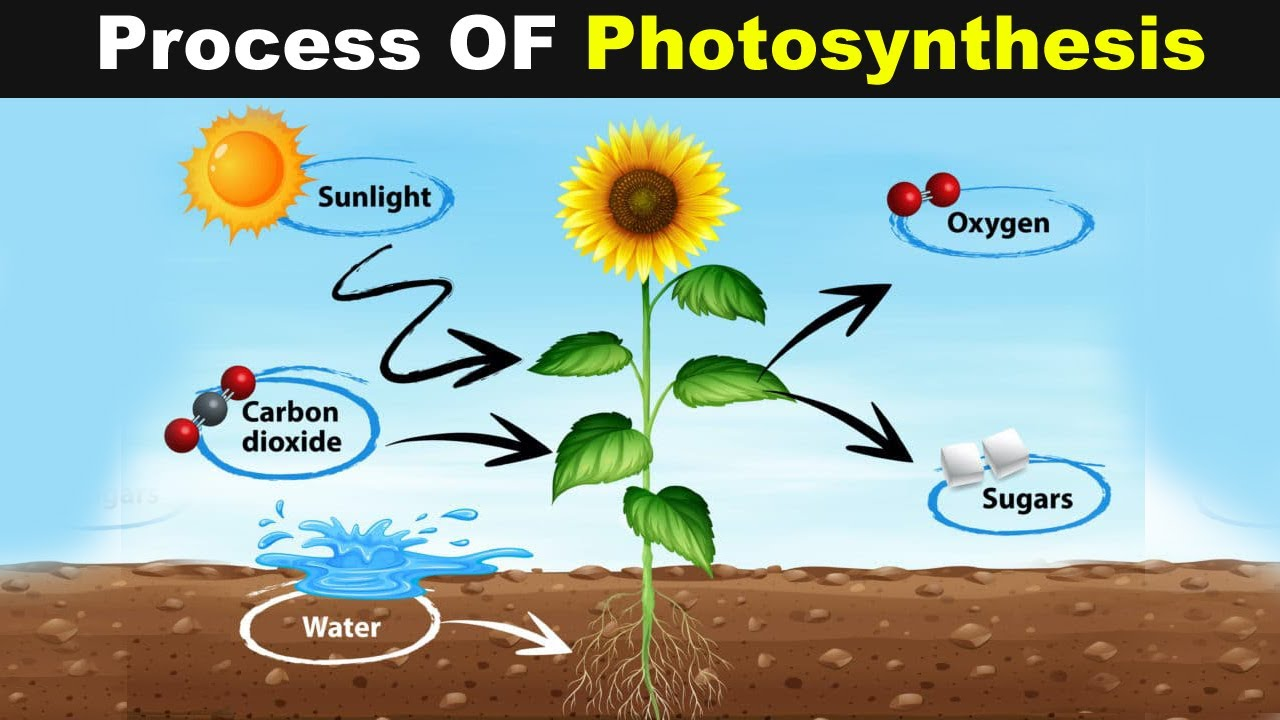 Process OF Photosynthesis
Sunlight
Oxygen
Carbon
dioxide
Sugars
Water